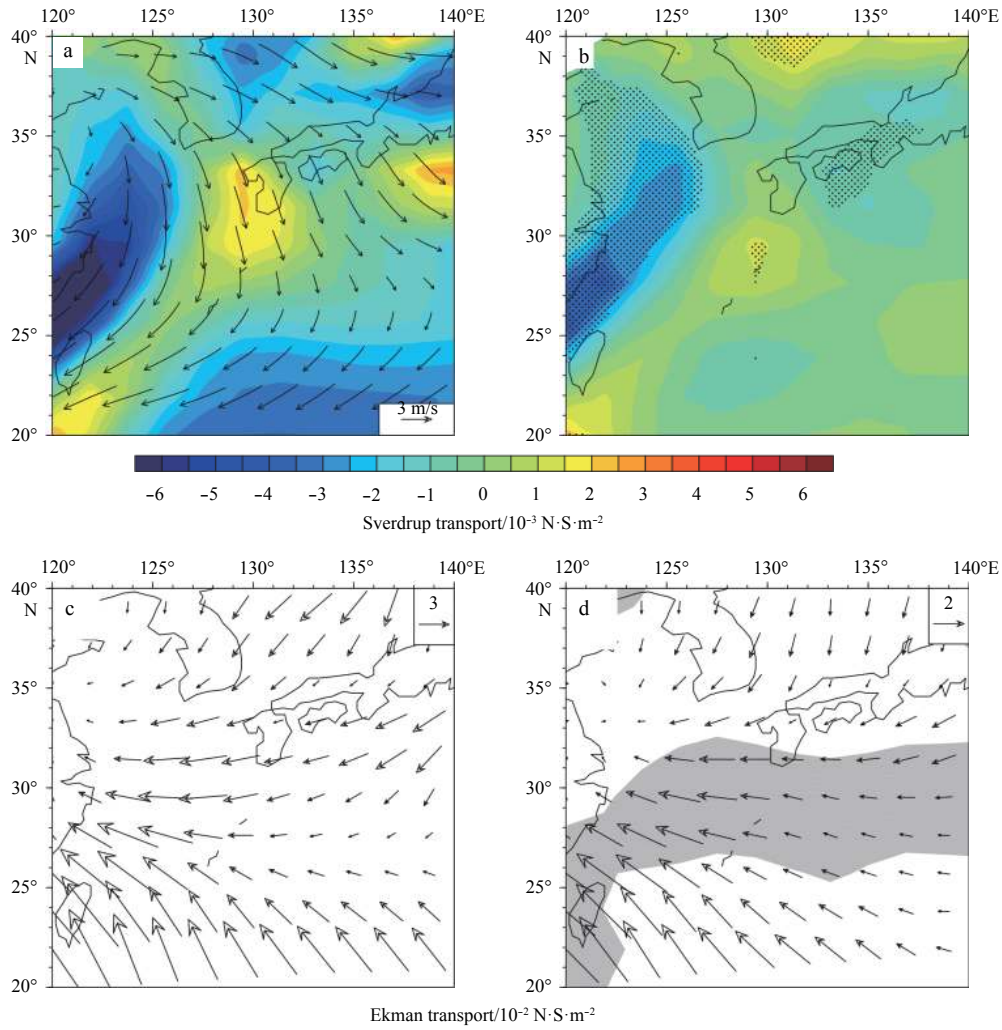 120° 125° 130° 135° 140°E 120° 125° 130° 135° 140°E
40° N a 40° N b
35° 35°
30° 30°
25° 25°
3 m/s
20° 20°
−6 −5 −4 −3 −2 −1 0 1 2 3 4 5 6
Sverdrup transport/10⁻³ N·S·m⁻²
120° 125° 130° 135° 140°E 120° 125° 130° 135° 140°E
40° N c 3 40° N d 2
35° 35°
30° 30°
25° 25°
20° 20°
Ekman transport/10⁻² N·S·m⁻²